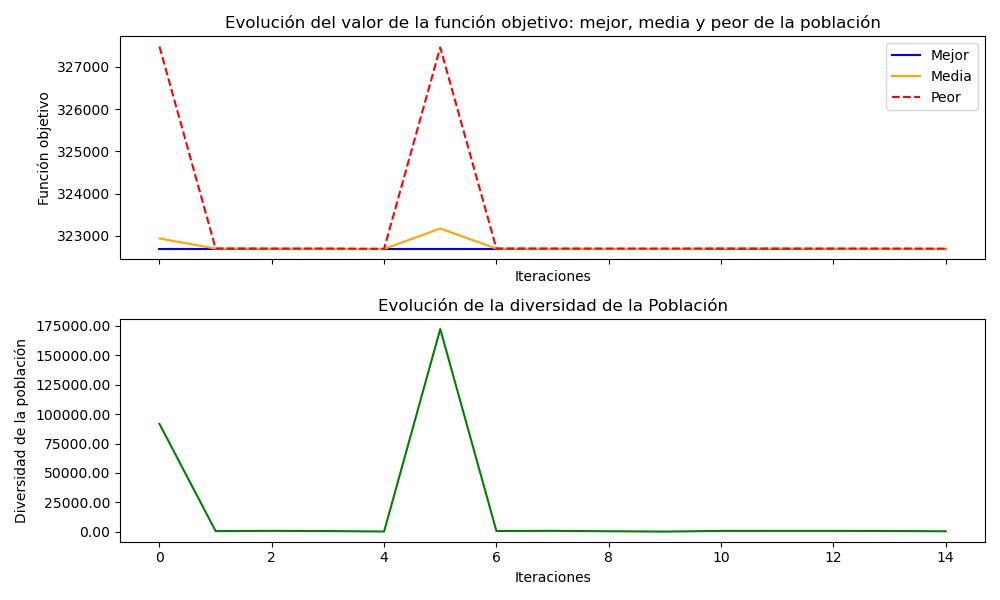 Evolución del valor de la función objetivo: mejor, media y peor de la población
Función objetivo
327000
326000
325000
324000
323000
Mejor
Media
Peor
Iteraciones
Evolución de la diversidad de la Población
Diversidad de la población
175000.00
150000.00
125000.00
100000.00
75000.00
50000.00
25000.00
0.00
0 2 4 6 8 10 12 14
Iteraciones